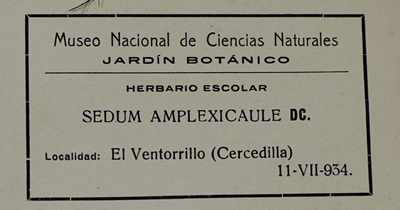 Museo Nacional de Ciencias Naturales
JARDÍN BOTÁNICO
HERBARIO ESCOLAR
SEDUM AMPLEXICAULE DC.
Localidad: El Ventorrillo (Cercedilla)
11-VII-934.